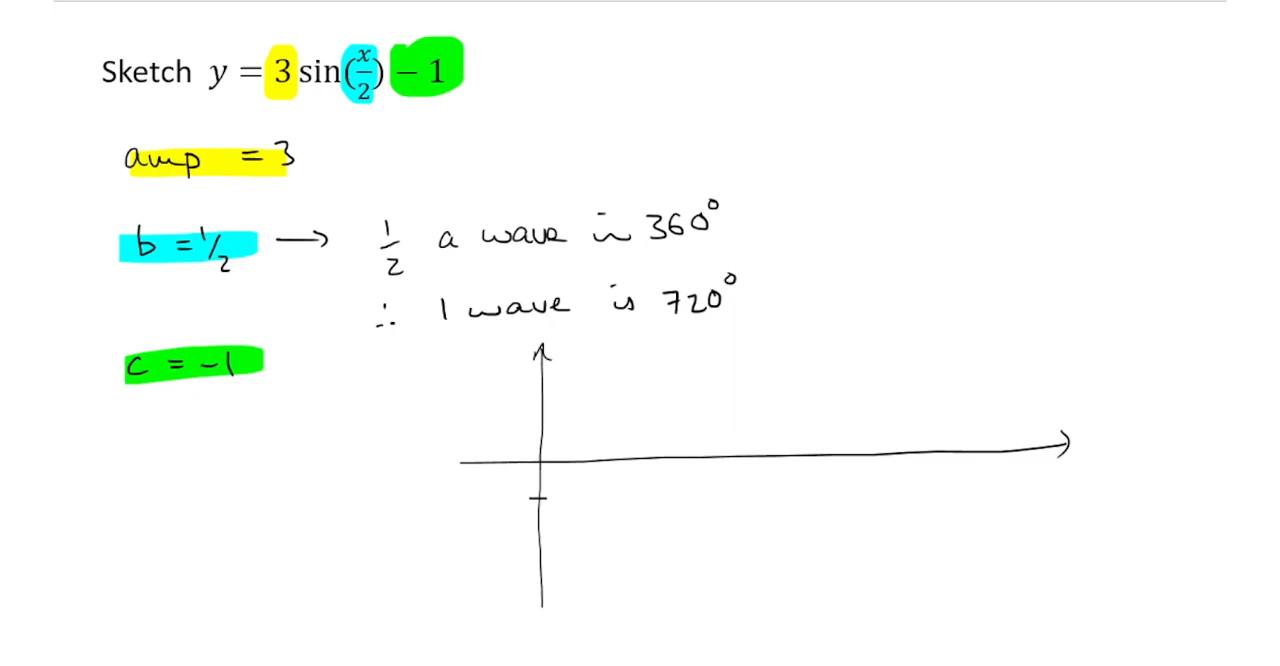 Sketch y = 3 sin(x/2) − 1
amp = 3
b = 1/2 → 1/2 a wave in 360°
∴ 1 wave is 720°
c = -1